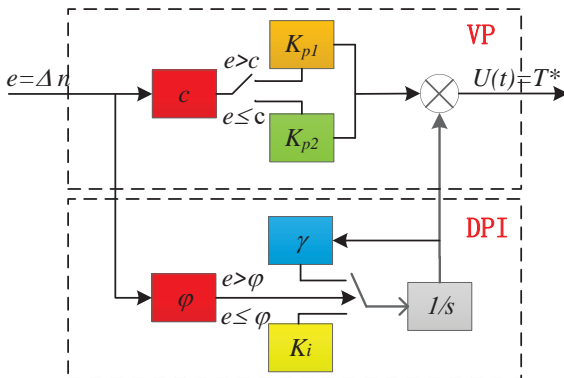 VP
e=Δn
c
e>c
e≤c
Kp1
Kp2
U(t)=T*
DPI
γ
φ
e>φ
e≤φ
Ki
1/s